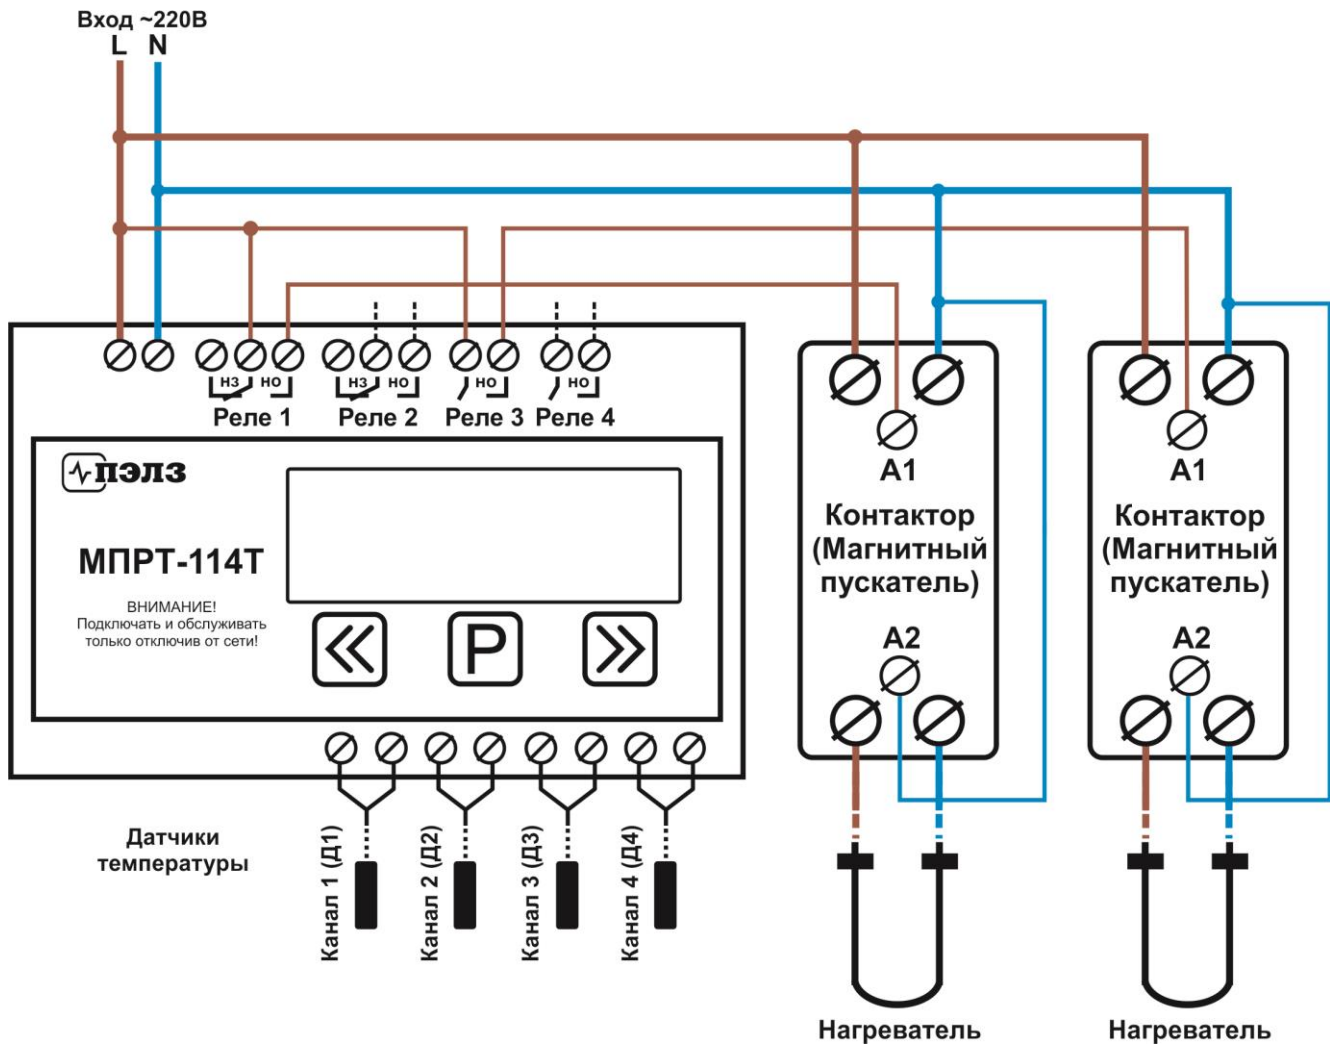 Вход ~220В
L N
нз но
нз но
но
но
Реле 1
Реле 2
Реле 3
Реле 4
пэлз
МПРТ-114Т
ВНИМАНИЕ!
Подключать и обслуживать
только отключив от сети!
P
A1
Контактор
(Магнитный
пускатель)
A2
A1
Контактор
(Магнитный
пускатель)
A2
Датчики
температуры
Канал 1 (Д1)
Канал 2 (Д2)
Канал 3 (Д3)
Канал 4 (Д4)
Нагреватель
Нагреватель